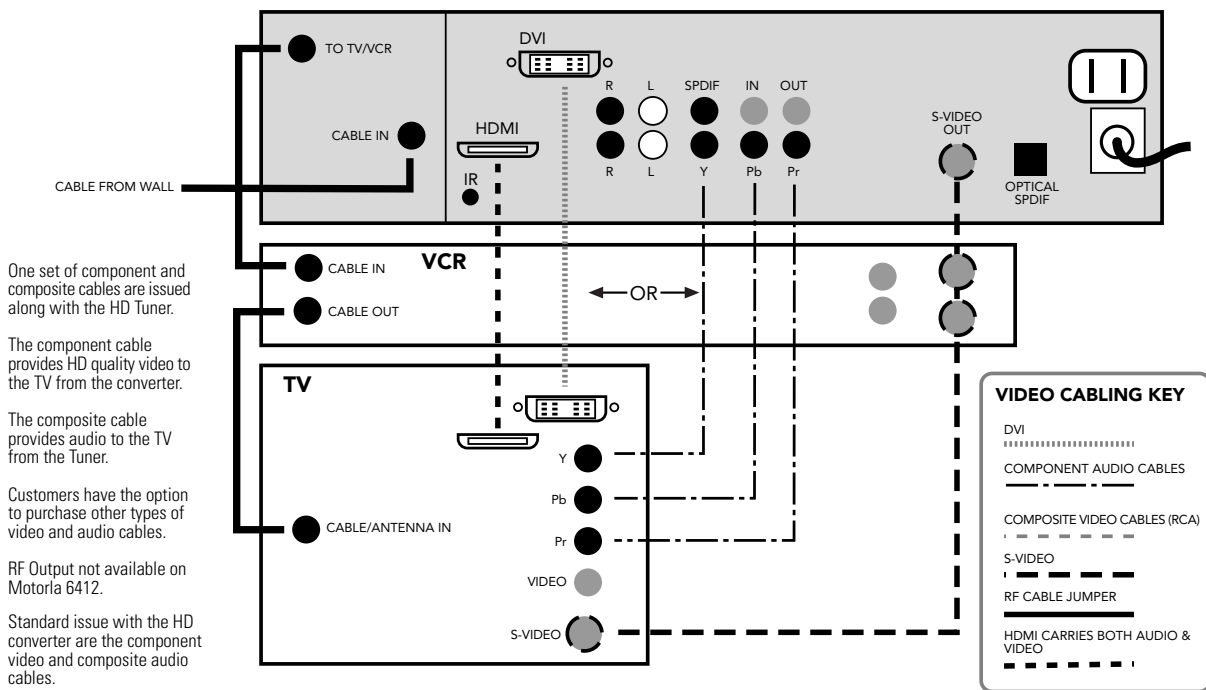 TO TV/VCR
CABLE IN
CABLE FROM WALL
DVI
HDMI
IR
R L SPDIF IN OUT
R L Y Pb Pr
S-VIDEO
OUT
OPTICAL
SPDIF
VCR
CABLE IN
CABLE OUT
OR
One set of component and
composite cables are issued
along with the HD Tuner.
The component cable
provides HD quality video to
the TV from the converter.
The composite cable
provides audio to the TV
from the Tuner.
Customers have the option
to purchase other types of
video and audio cables.
RF Output not available on
Motorla 6412.
Standard issue with the HD
converter are the component
video and composite audio
cables.
TV
CABLE/ANTENNA IN
Y
Pb
Pr
VIDEO
S-VIDEO
VIDEO CABLING KEY
DVI
COMPONENT AUDIO CABLES
COMPOSITE VIDEO CABLES (RCA)
S-VIDEO
RF CABLE JUMPER
HDMI CARRIES BOTH AUDIO &
VIDEO